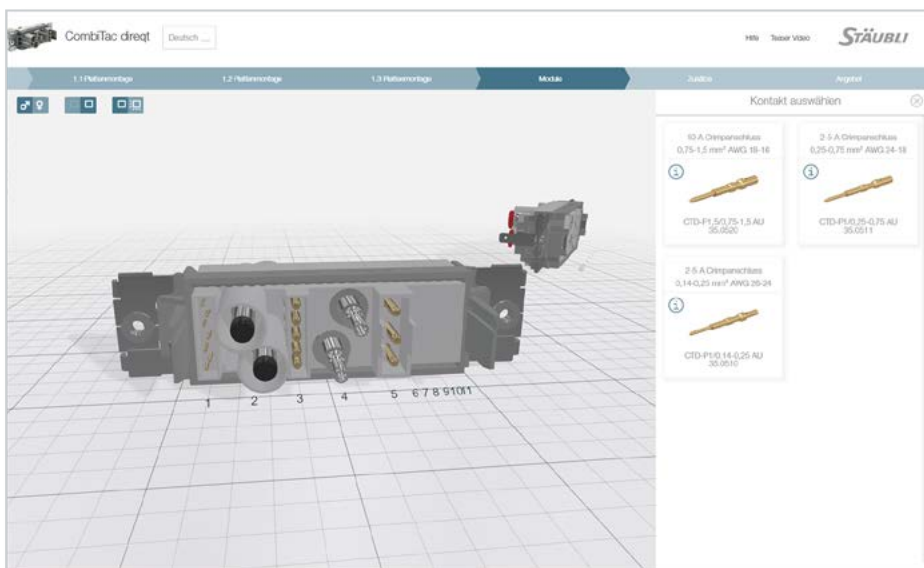 CombiTac direqt
Deutsch ...
Hilfe Teaser Video
STÄUBLI
1.1 Plattenmontage
1.2 Plattenmontage
1.3 Plattenmontage
Module
Zusätze
Angebot
Kontakt auswählen
10 A Crimpanschluss
0,75-1,5 mm² AWG 18-16
CTD-P1,5/0,75-1,5 AU
35.0520
2-5 A Crimpanschluss
0,25-0,75 mm² AWG 24-18
CTD-P1/0,25-0,75 AU
35.0511
2-5 A Crimpanschluss
0,14-0,25 mm² AWG 26-24
CTD-P1/0,14-0,25 AU
35.0510
1 2 3 4 5 6 7 8 9 10 11